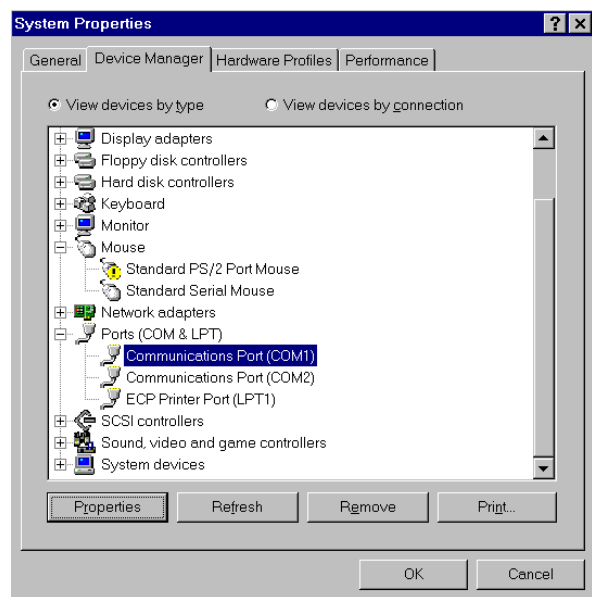 System Properties
General Device Manager Hardware Profiles Performance
View devices by type View devices by connection
Display adapters
Floppy disk controllers
Hard disk controllers
Keyboard
Monitor
Mouse
Standard PS/2 Port Mouse
Standard Serial Mouse
Network adapters
Ports (COM & LPT)
Communications Port (COM1)
Communications Port (COM2)
ECP Printer Port (LPT1)
SCSI controllers
Sound, video and game controllers
System devices
Properties Refresh Remove Print...
OK Cancel